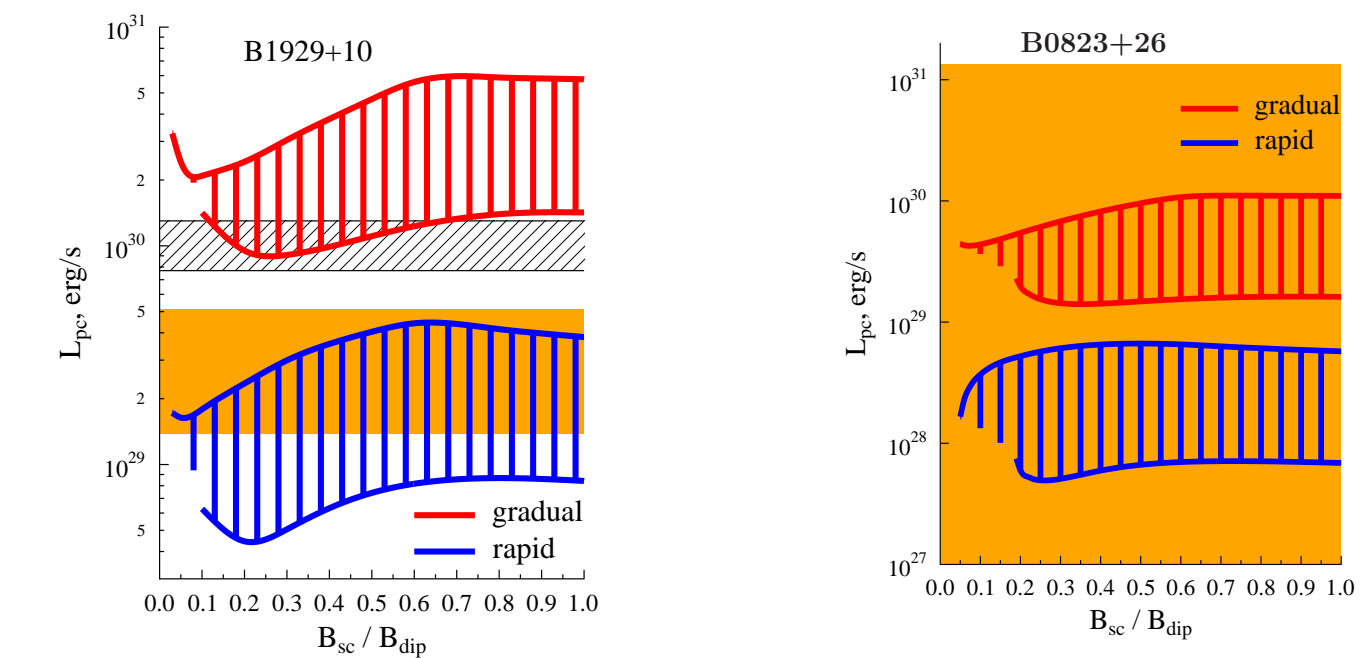 B1929+10
10^31
5
2
10^30
5
2
10^29
5
L_pc, erg/s
gradual
rapid
0.0 0.1 0.2 0.3 0.4 0.5 0.6 0.7 0.8 0.9 1.0
B_sc / B_dip
B0823+26
10^31
10^30
10^29
10^28
10^27
L_pc, erg/s
gradual
rapid
0.0 0.1 0.2 0.3 0.4 0.5 0.6 0.7 0.8 0.9 1.0
B_sc / B_dip